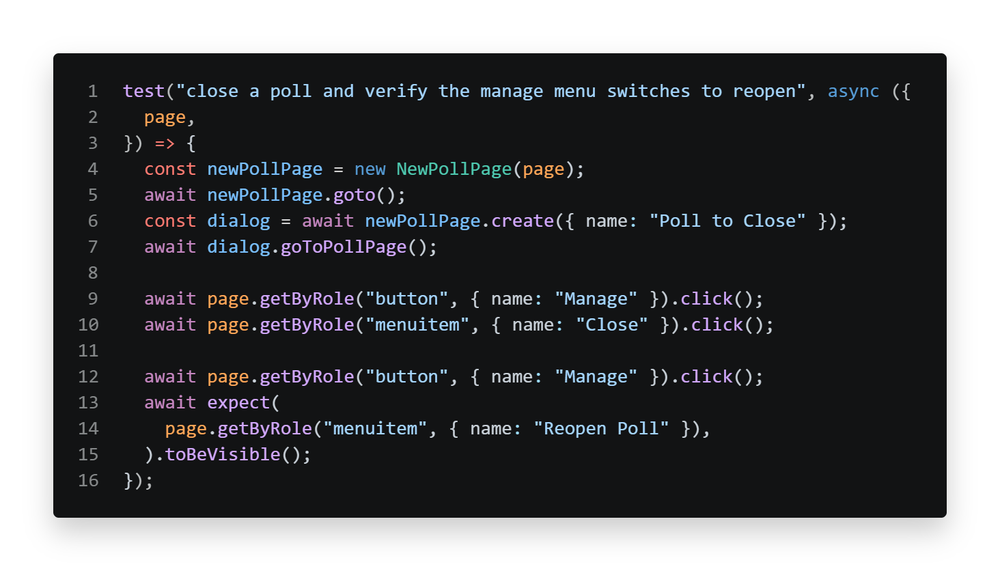 1 test("close a poll and verify the manage menu switches to reopen", async ({
2   page,
3 }) => {
4   const newPollPage = new NewPollPage(page);
5   await newPollPage.goto();
6   const dialog = await newPollPage.create({ name: "Poll to Close" });
7   await dialog.goToPollPage();
8
9   await page.getByRole("button", { name: "Manage" }).click();
10   await page.getByRole("menuitem", { name: "Close" }).click();
11
12   await page.getByRole("button", { name: "Manage" }).click();
13   await expect(
14     page.getByRole("menuitem", { name: "Reopen Poll" }),
15   ).toBeVisible();
16 });